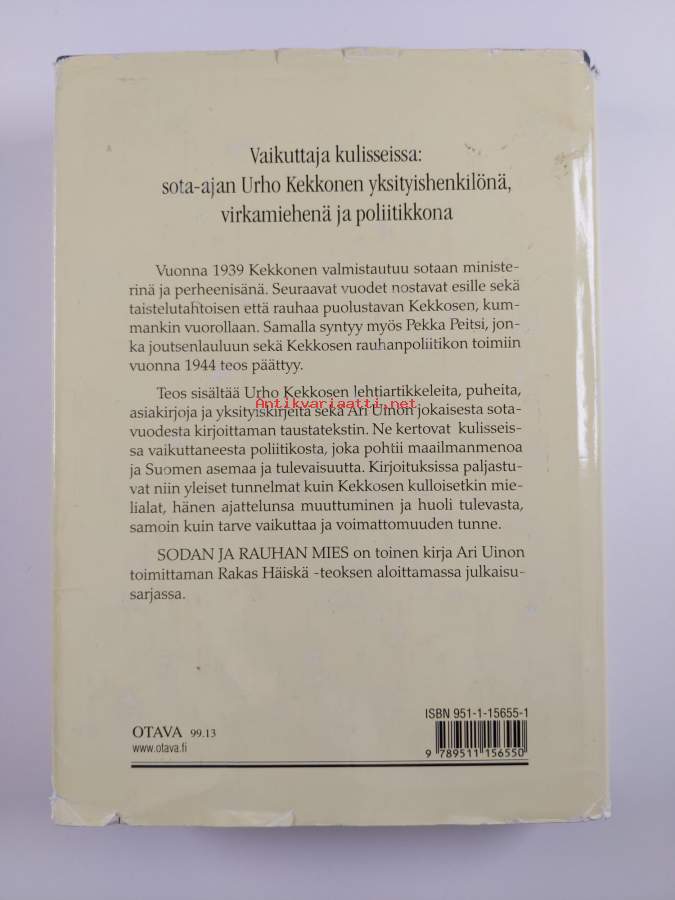 Vaikuttaja kulisseissa:
sota-ajan Urho Kekkonen yksityishenkilönä,
virkamiehenä ja poliitikkona
Vuonna 1939 Kekkonen valmistautuu sotaan ministe-
rinä ja perheenisänä. Seuraavat vuodet nostavat esille sekä
taistelutahtoisen että rauhaa puolustavan Kekkosen, kum-
mankin vuorollaan. Samalla syntyy myös Pekka Peitsi, jon-
ka joutsenlauluun sekä Kekkosen rauhanpoliitikon toimiin
vuonna 1944 teos päättyy.
Teos sisältää Urho Kekkosen lehtiartikkeleita, puheita,
Antikvariaatti.net
asiakirjoja ja yksityiskirjeitä sekä Ari Uinon jokaisesta sota-
vuodesta kirjoittaman taustatekstin. Ne kertovat kulisseis-
sa vaikuttaneesta poliitikosta, joka pohtii maailmanmenoa
ja Suomen asemaa ja tulevaisuutta. Kirjoituksissa paljastu-
vat niin yleiset tunnelmat kuin Kekkosen kulloisetkin mie-
lialat, hänen ajattelunsa muuttuminen ja huoli tulevasta,
samoin kuin tarve vaikuttaa ja voimattomuuden tunne.
SODAN JA RAUHAN MIES on toinen kirja Ari Uinon
toimittaman Rakas Häiskä -teoksen aloittamassa julkaisu-
sarjassa.
ISBN 951-1-15655-1
OTAVA 99.13
www.otava.fi
9 789511 156550